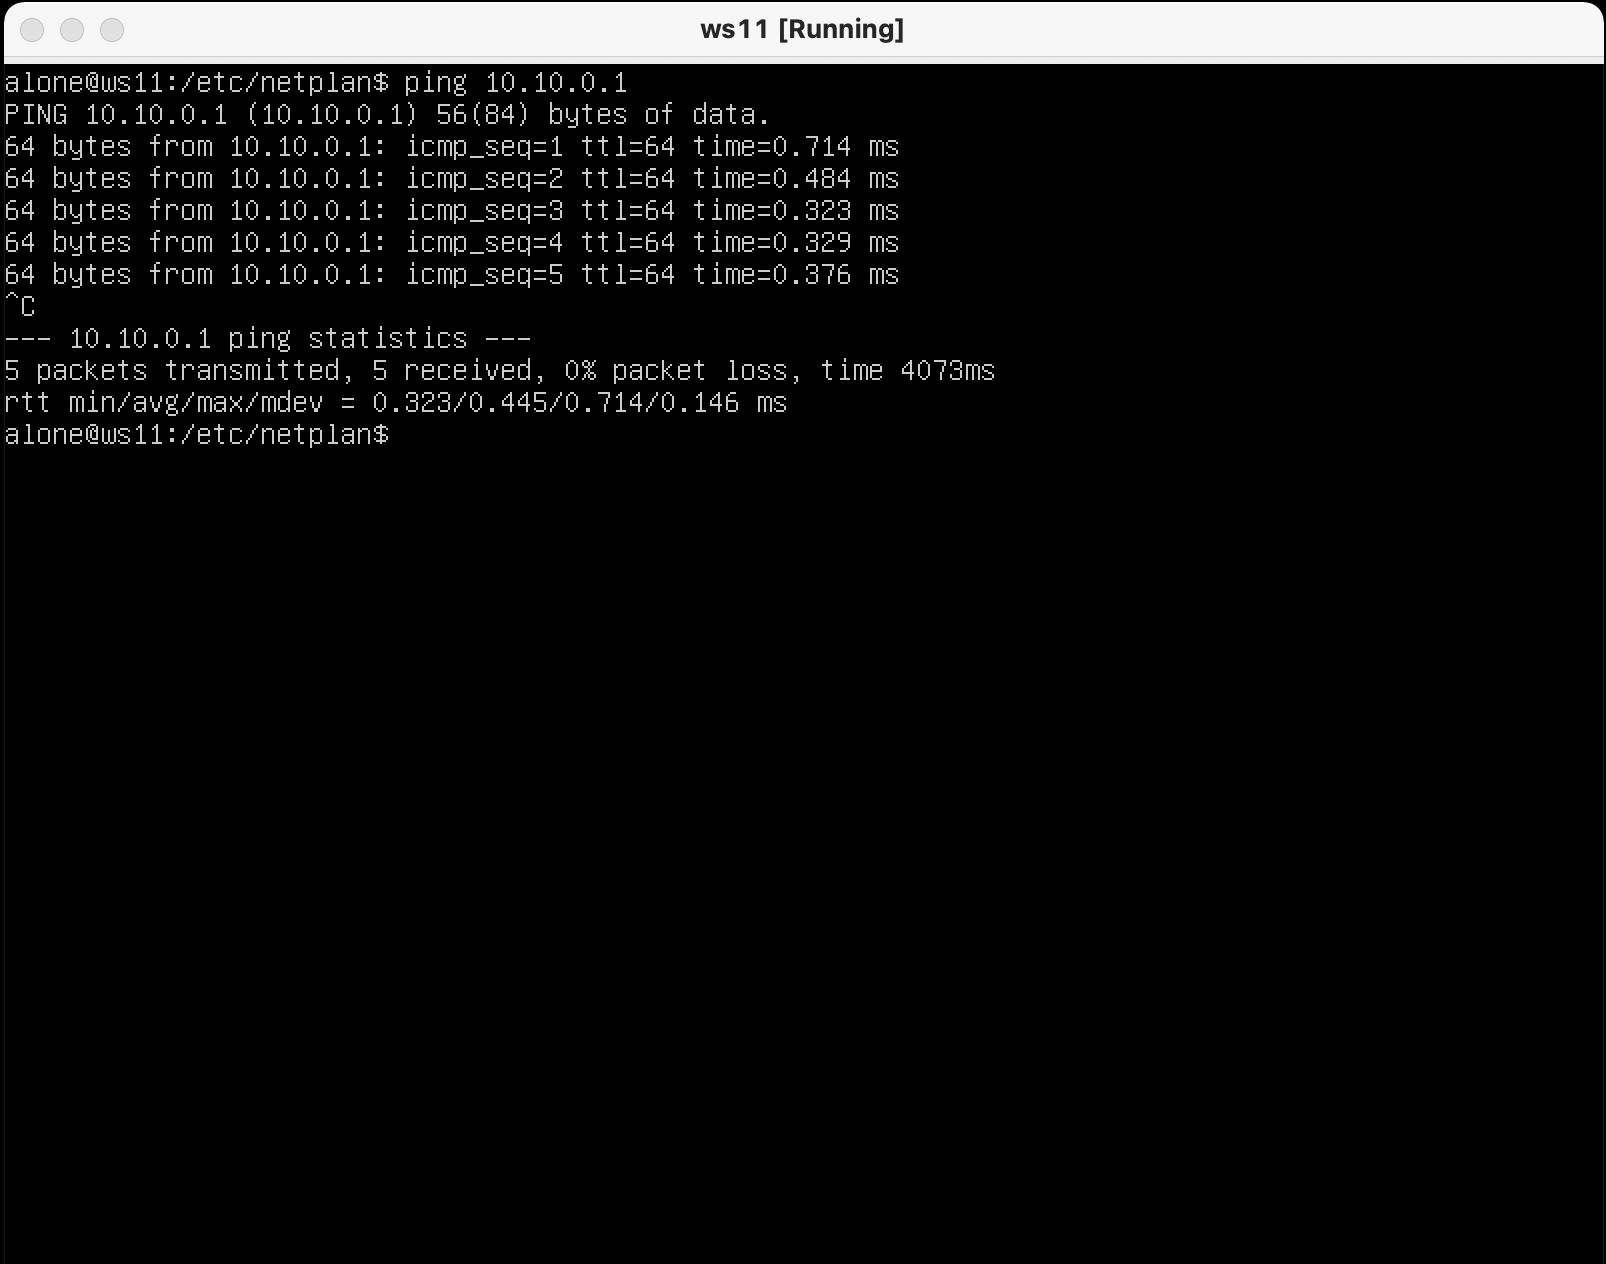 ws11 [Running]
alone@ws11:/etc/netplan$ ping 10.10.0.1
PING 10.10.0.1 (10.10.0.1) 56(84) bytes of data.
64 bytes from 10.10.0.1: icmp_seq=1 ttl=64 time=0.714 ms
64 bytes from 10.10.0.1: icmp_seq=2 ttl=64 time=0.484 ms
64 bytes from 10.10.0.1: icmp_seq=3 ttl=64 time=0.323 ms
64 bytes from 10.10.0.1: icmp_seq=4 ttl=64 time=0.329 ms
64 bytes from 10.10.0.1: icmp_seq=5 ttl=64 time=0.376 ms
^C
--- 10.10.0.1 ping statistics ---
5 packets transmitted, 5 received, 0% packet loss, time 4073ms
rtt min/avg/max/mdev = 0.323/0.445/0.714/0.146 ms
alone@ws11:/etc/netplan$